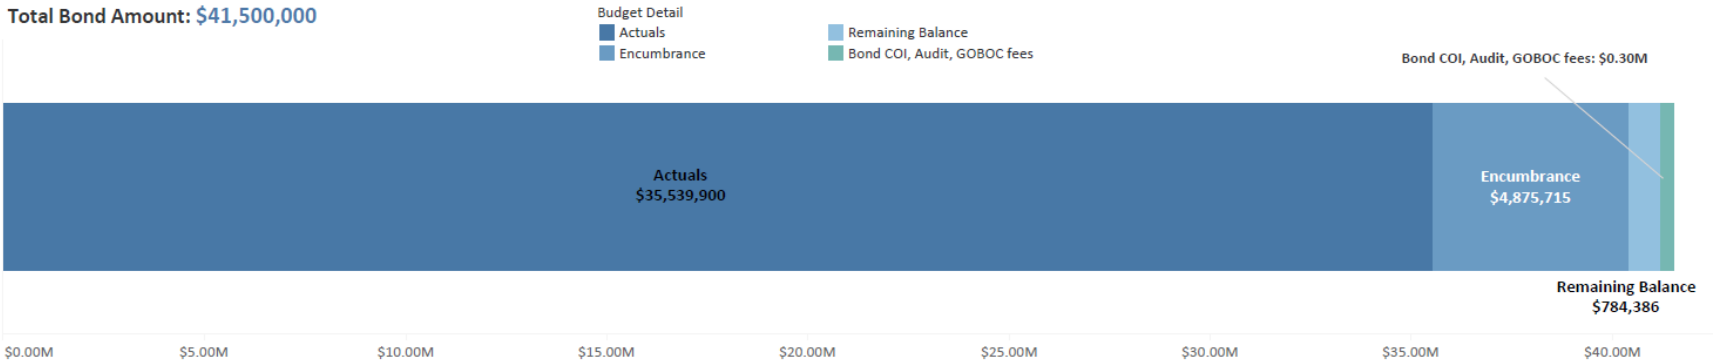 Total Bond Amount: $41,500,000
Budget Detail
Actuals
Remaining Balance
Encumbrance
Bond COI, Audit, GOBOC fees
Bond COI, Audit, GOBOC fees: $0.30M
Actuals
$35,539,900
Encumbrance
$4,875,715
Remaining Balance
$784,386
$0.00M $5.00M $10.00M $15.00M $20.00M $25.00M $30.00M $35.00M $40.00M